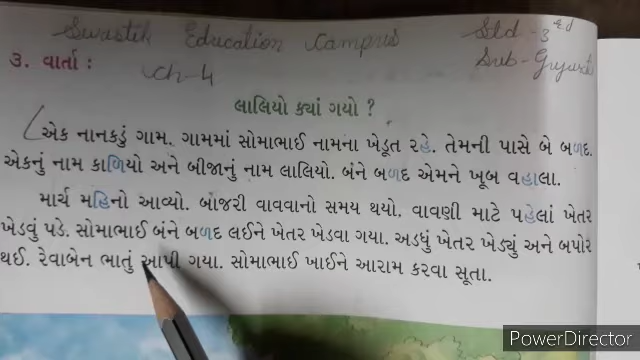 Swastik Education Campus Std-3rd
૩. વાર્તા : Ch-4 Sub-Gujarati
લાલિયો ક્યાં ગયો ?
એક નાનકડું ગામ. ગામમાં સોમાભાઈ નામના ખેડૂત રહે. તેમની પાસે બે બળદ.
એકનું નામ કાળિયો અને બીજાનું નામ લાલિયો. બંને બળદ એમને ખૂબ વહાલા.
માર્ચ મહિનો આવ્યો. બાજરી વાવવાનો સમય થયો. વાવણી માટે પહેલાં ખેતર
ખેડવું પડે. સોમાભાઈ બંને બળદ લઈને ખેતર ખેડવા ગયા. અડધું ખેતર ખેડ્યું અને બપોર
થઈ. રેવાબેન ભાતું આપી ગયા. સોમાભાઈ ખાઈને આરામ કરવા સૂતા.
PowerDirector